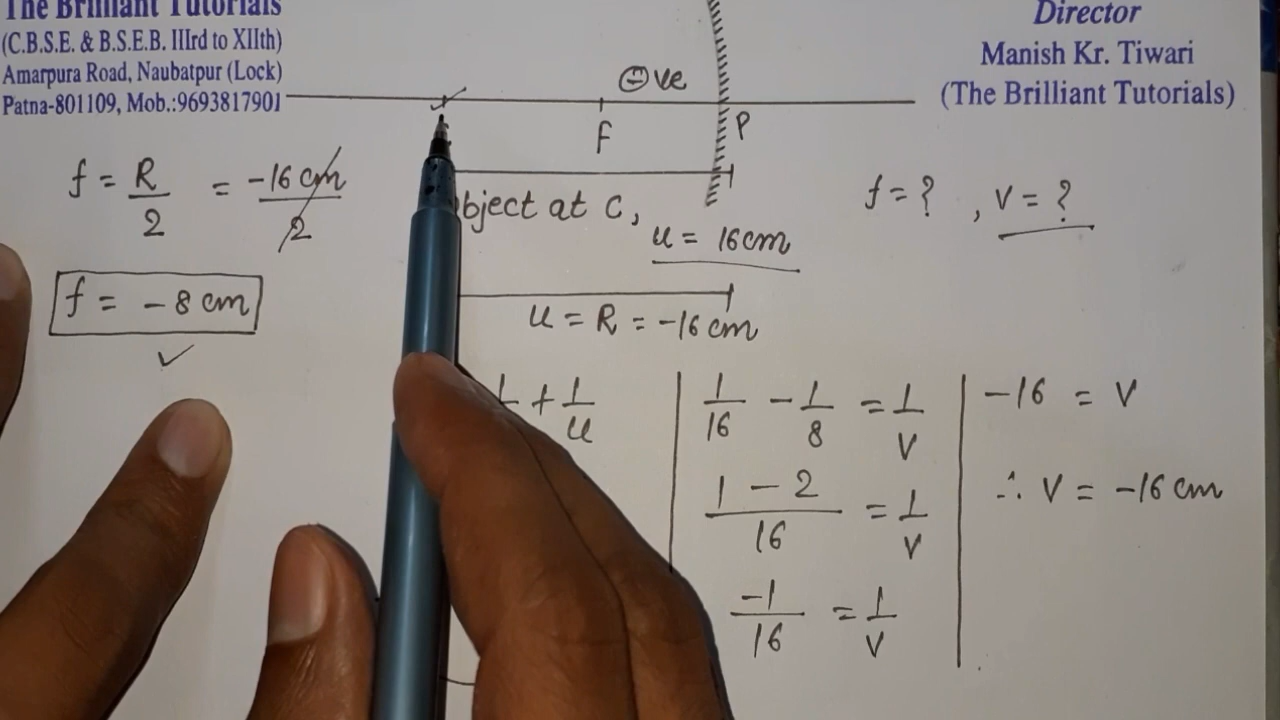 The Brilliant Tutorials
(C.B.S.E. & B.S.E.B. IIIrd to XIIth)
Amarpura Road, Naubatpur (Lock)
Patna-801109, Mob.:9693817901
Director
Manish Kr. Tiwari
(The Brilliant Tutorials)
⊖ve
F
P
f = R/2 = -16 cm/2
f = -8 cm
bject at C,
u = 16cm
f = ? , v = ?
u = R = -16 cm
+ 1/u
1/16 - 1/8 = 1/v
1 - 2/16 = 1/v
-1/16 = 1/v
-16 = v
∴ v = -16 cm